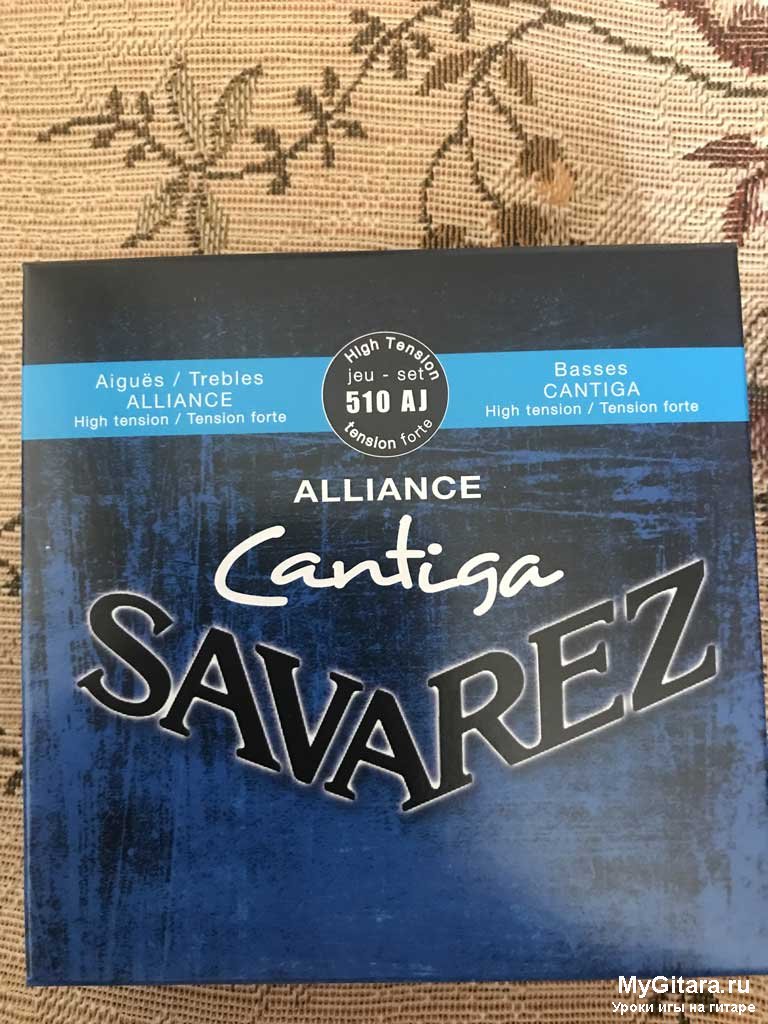 High Tension
jeu - set
510 AJ
tension forte
Aiguës / Trebles
ALLIANCE
High tension / Tension forte
Basses
CANTIGA
High tension / Tension forte
ALLIANCE
Cantiga
SAVAREZ
MyGitara.ru
Уроки игы на гитаре